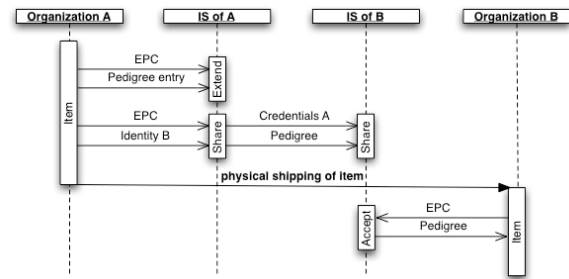 Organization A IS of A IS of B Organization B
EPC
Pedigree entry
Extend
Item
EPC Credentials A
Identity B Pedigree
Share Share
physical shipping of item
EPC
Pedigree
Accept
Item